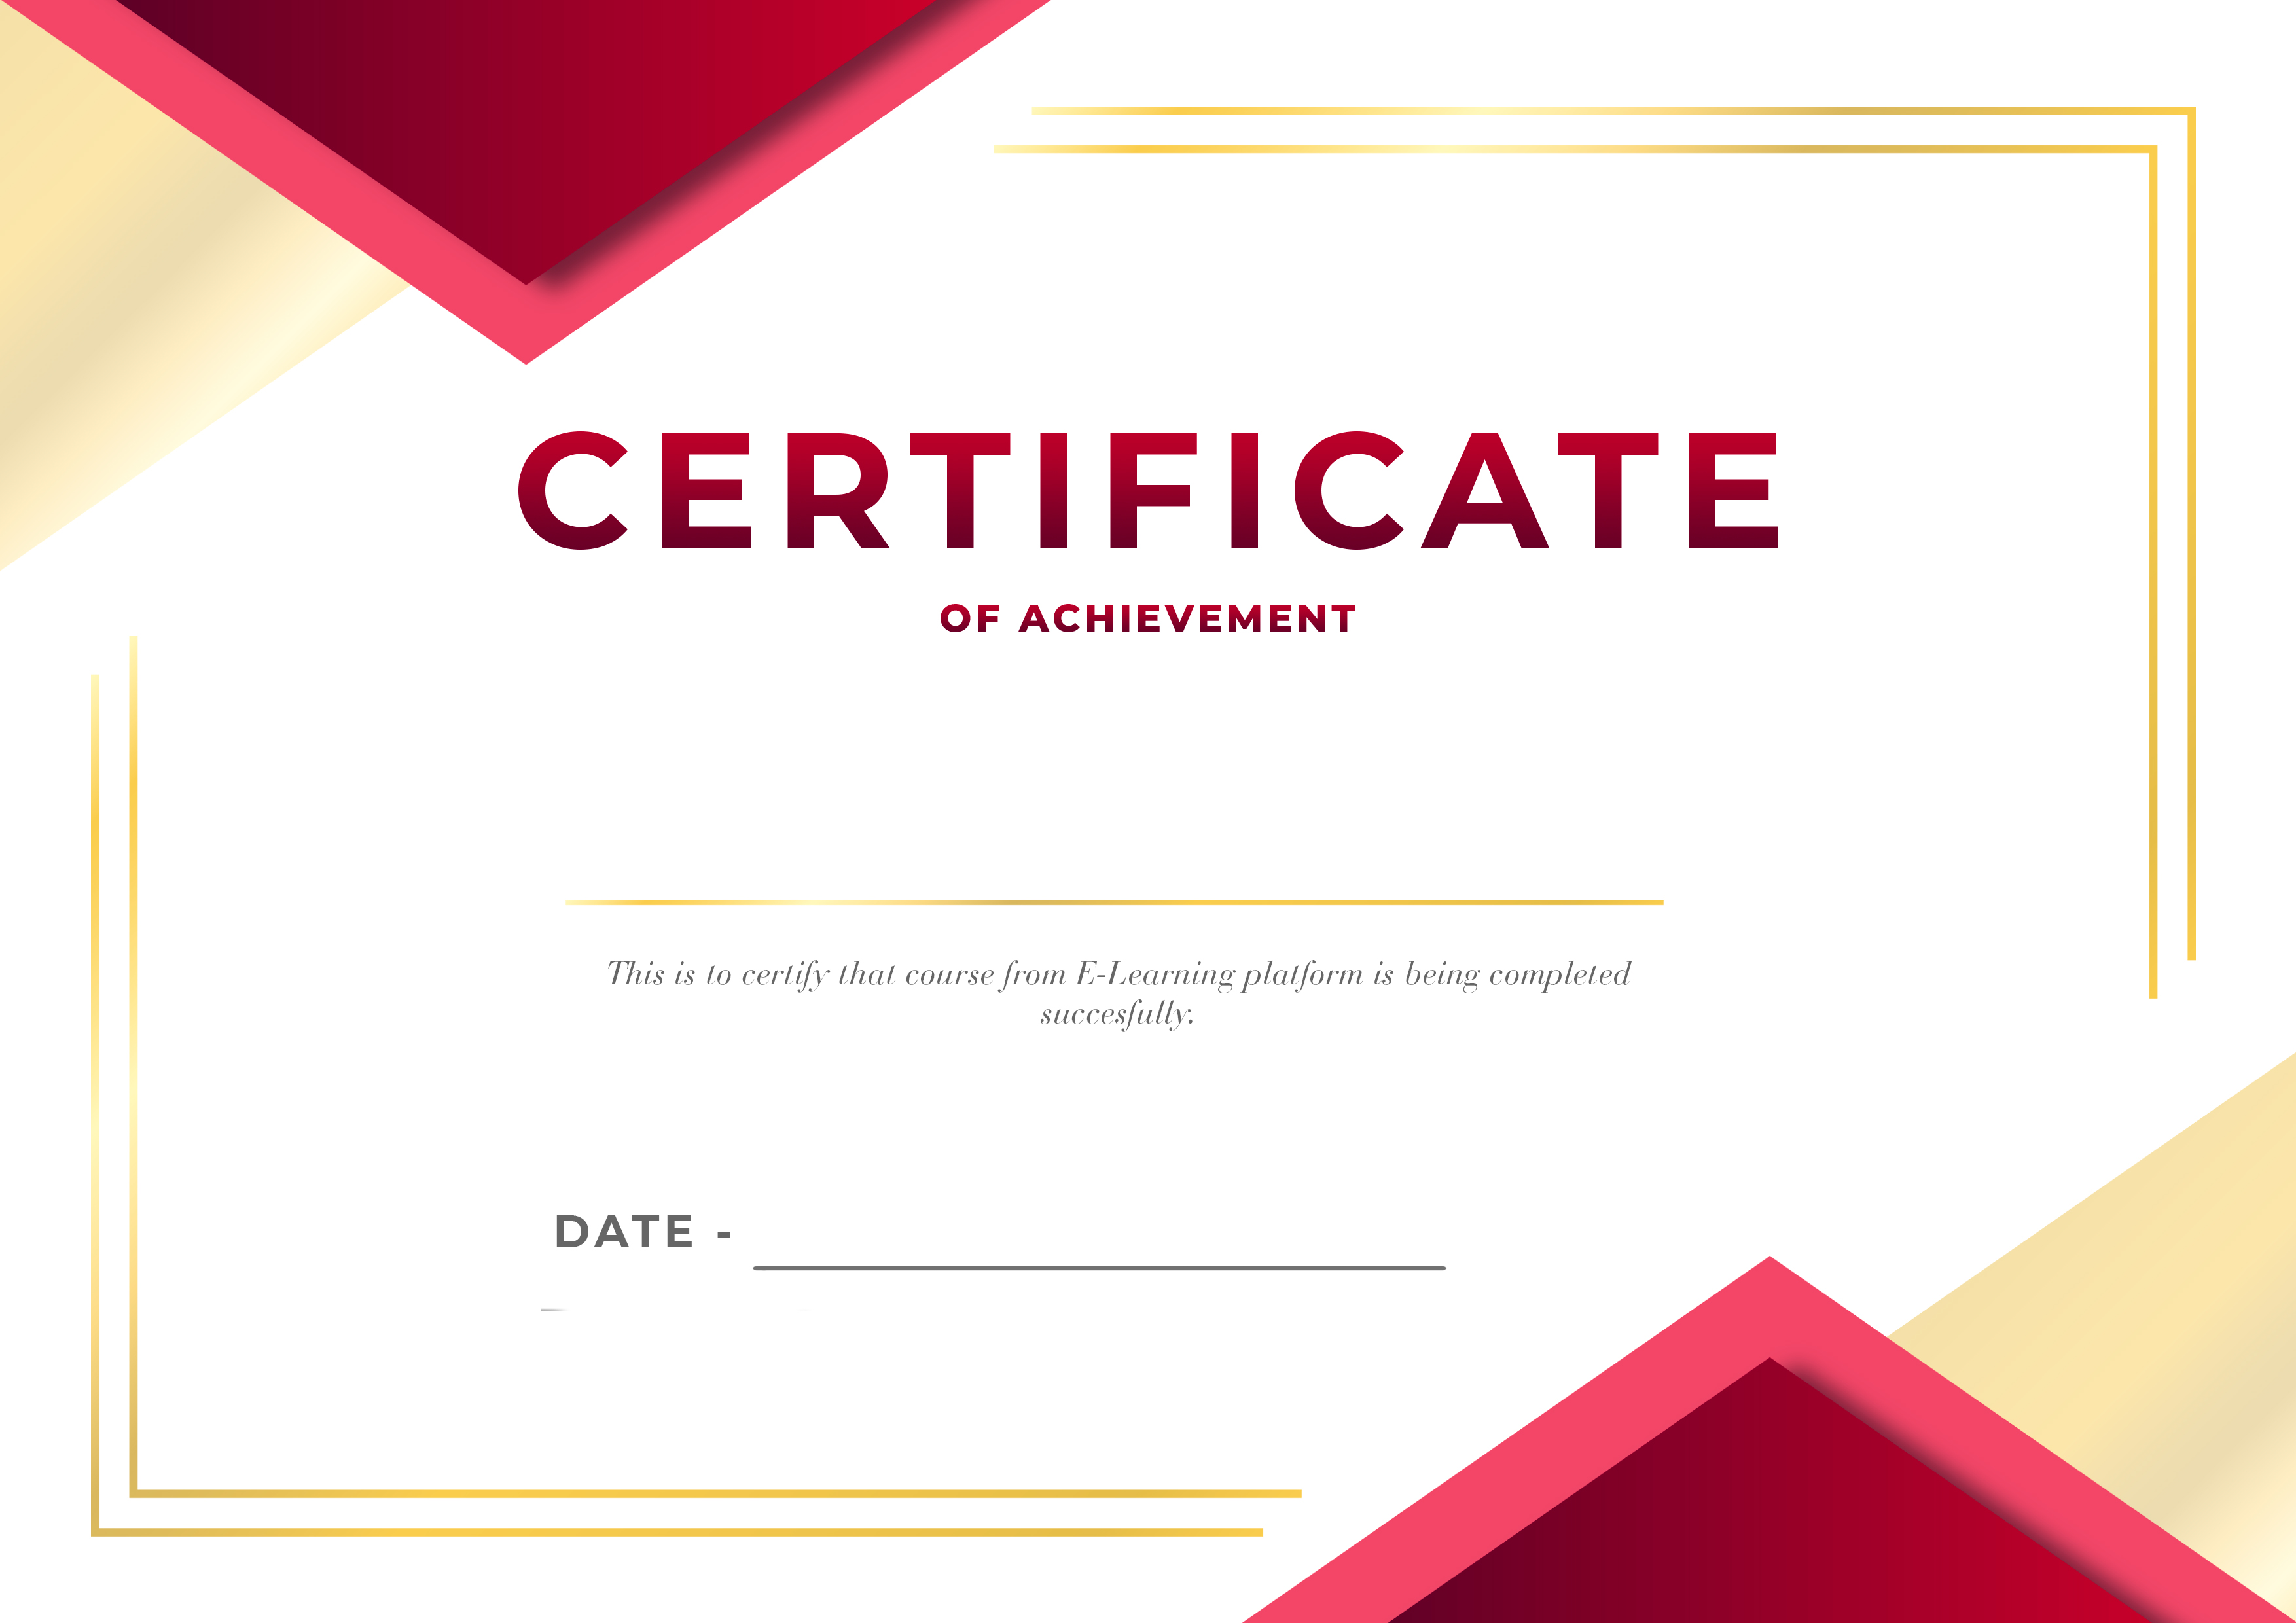 CERTIFICATE
OF ACHIEVEMENT
This is to certify that course from E-Learning platform is being completed
succesfully.
DATE -